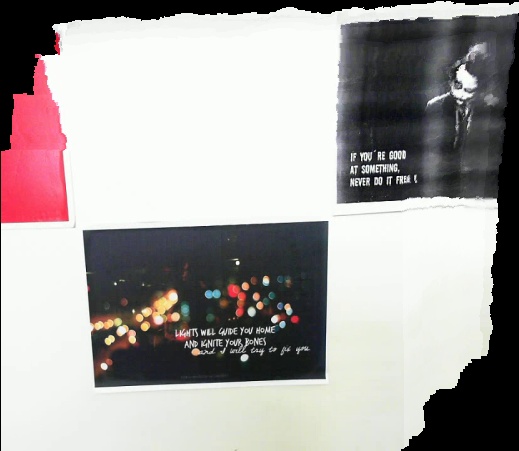 IF YOU'RE GOOD
AT SOMETHING,
NEVER DO IT FREE
LIGHTS WILL GUIDE YOU HOME
AND IGNITE YOUR BONES
and I will try to fix you